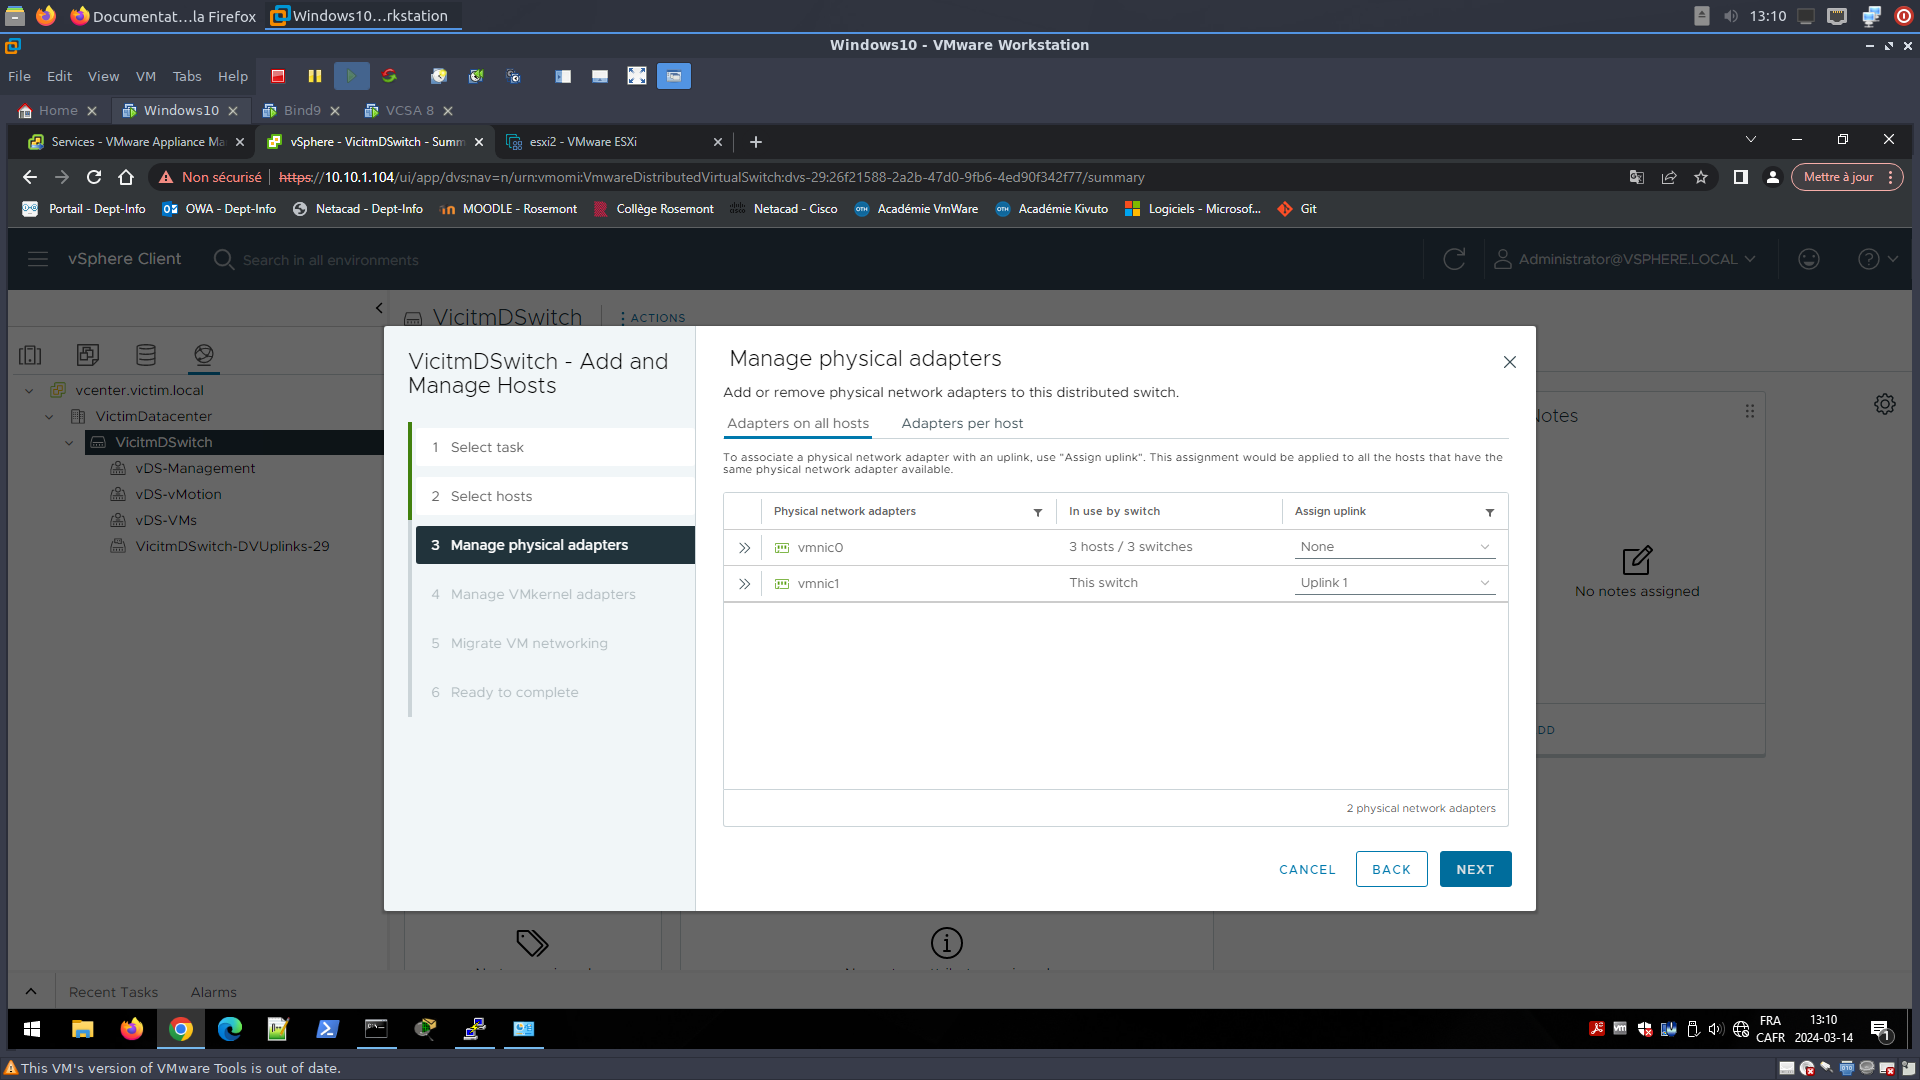 Documentat...la Firefox
Windows10...rkstation
13:10
Windows10 - VMware Workstation
File Edit View VM Tabs Help
Home
Windows10
Bind9
VCSA 8
Services - VMware Appliance Ma
vSphere - VicitmDSwitch - Summ
esxi2 - VMware ESXi
Non sécurisé
https://10.10.1.104/ui/app/dvs;nav=n/urn:vmomi:VmwareDistributedVirtualSwitch:dvs-29:26f21588-2a2b-47d0-9fb6-4ed90f342f77/summary
Mettre à jour
Portail - Dept-Info
OWA - Dept-Info
Netacad - Dept-Info
MOODLE - Rosemont
Collège Rosemont
Netacad - Cisco
Académie VmWare
Académie Kivuto
Logiciels - Microsof...
Git
vSphere Client
Search in all environments
Administrator@VSPHERE.LOCAL
VicitmDSwitch
ACTIONS
vcenter.victim.local
VictimDatacenter
VicitmDSwitch
vDS-Management
vDS-vMotion
vDS-VMs
VicitmDSwitch-DVUplinks-29
VicitmDSwitch - Add and
Manage Hosts
1 Select task
2 Select hosts
3 Manage physical adapters
4 Manage VMkernel adapters
5 Migrate VM networking
6 Ready to complete
Manage physical adapters
Add or remove physical network adapters to this distributed switch.
Adapters on all hosts
Adapters per host
To associate a physical network adapter with an uplink, use "Assign uplink". This assignment would be applied to all the hosts that have the
same physical network adapter available.
Physical network adapters
In use by switch
Assign uplink
vmnic0
3 hosts / 3 switches
None
vmnic1
This switch
Uplink 1
2 physical network adapters
CANCEL
BACK
NEXT
otes
No notes assigned
DD
Recent Tasks
Alarms
FRA
CAFR
13:10
2024-03-14
1
This VM's version of VMware Tools is out of date.